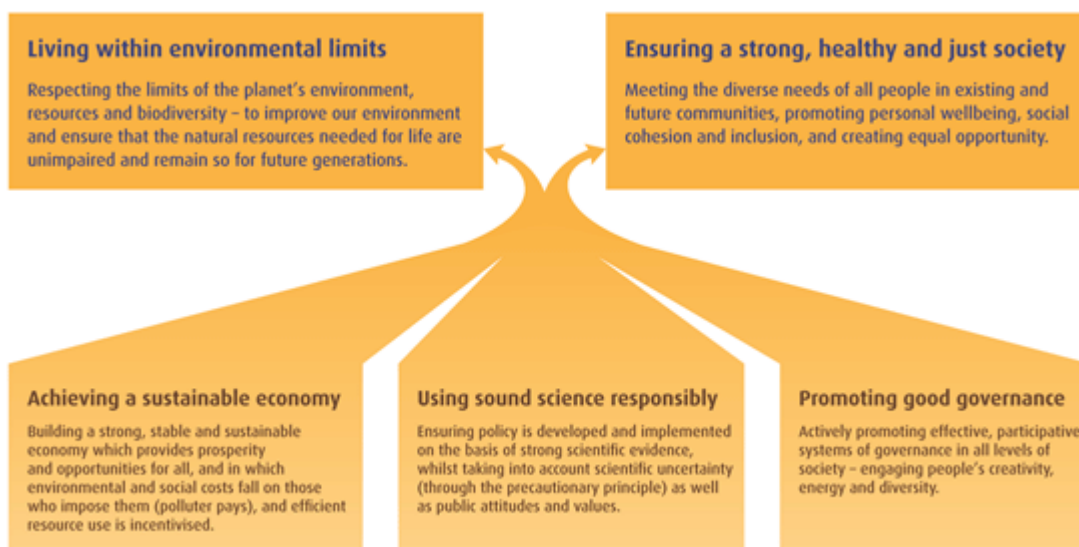 Living within environmental limits
Respecting the limits of the planet's environment,
resources and biodiversity – to improve our environment
and ensure that the natural resources needed for life are
unimpaired and remain so for future generations.
Ensuring a strong, healthy and just society
Meeting the diverse needs of all people in existing and
future communities, promoting personal wellbeing, social
cohesion and inclusion, and creating equal opportunity.
Achieving a sustainable economy
Building a strong, stable and sustainable
economy which provides prosperity
and opportunities for all, and in which
environmental and social costs fall on those
who impose them (polluter pays), and efficient
resource use is incentivised.
Using sound science responsibly
Ensuring policy is developed and implemented
on the basis of strong scientific evidence,
whilst taking into account scientific uncertainty
(through the precautionary principle) as well
as public attitudes and values.
Promoting good governance
Actively promoting effective, participative
systems of governance in all levels of
society – engaging people's creativity,
energy and diversity.